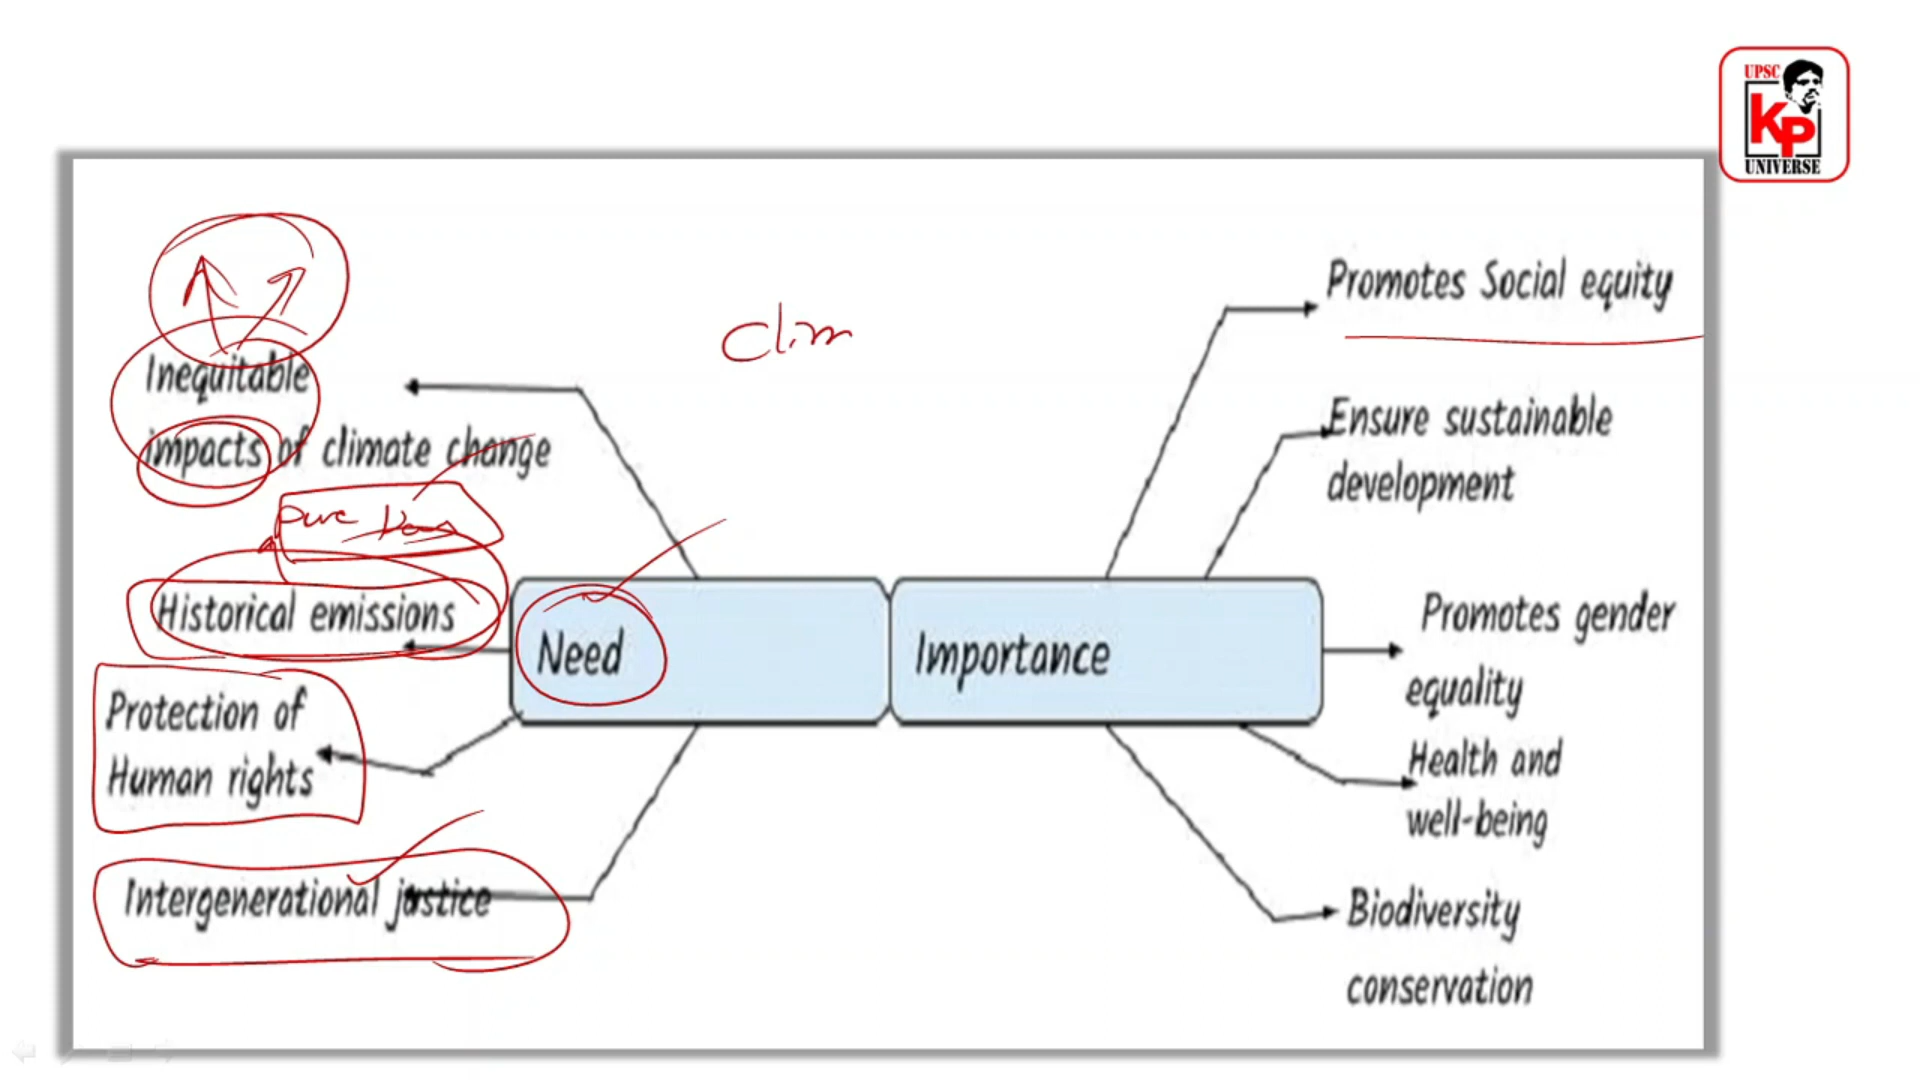 UPSC
KP
UNIVERSE
Clim
Inequitable
impacts of climate change
Historical emissions
Protection of
Human rights
Intergenerational justice
Need
Importance
Promotes Social equity
Ensure sustainable
development
Promotes gender
equality
Health and
well-being
Biodiversity
conservation